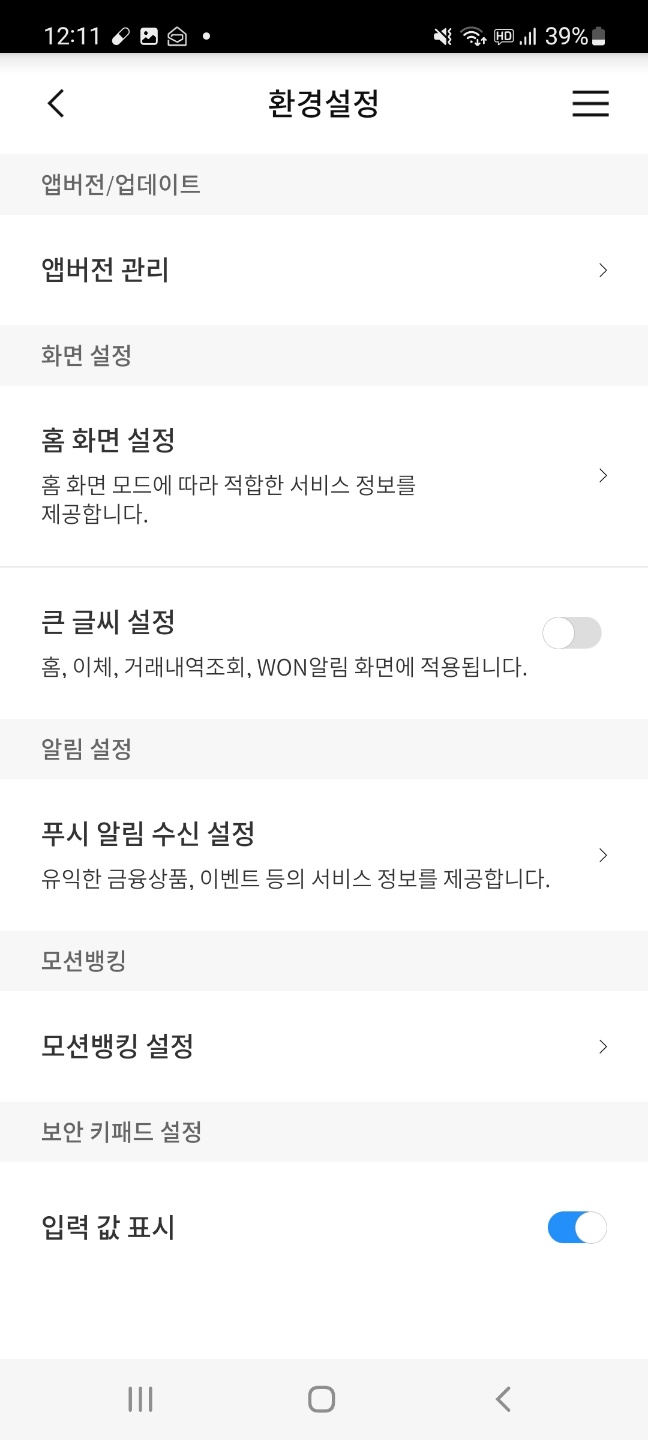 12:11 HD 39%
환경설정
앱버전/업데이트
앱버전 관리
화면 설정
홈 화면 설정
홈 화면 모드에 따라 적합한 서비스 정보를
제공합니다.
큰 글씨 설정
홈, 이체, 거래내역조회, WON알림 화면에 적용됩니다.
알림 설정
푸시 알림 수신 설정
유익한 금융상품, 이벤트 등의 서비스 정보를 제공합니다.
모션뱅킹
모션뱅킹 설정
보안 키패드 설정
입력 값 표시